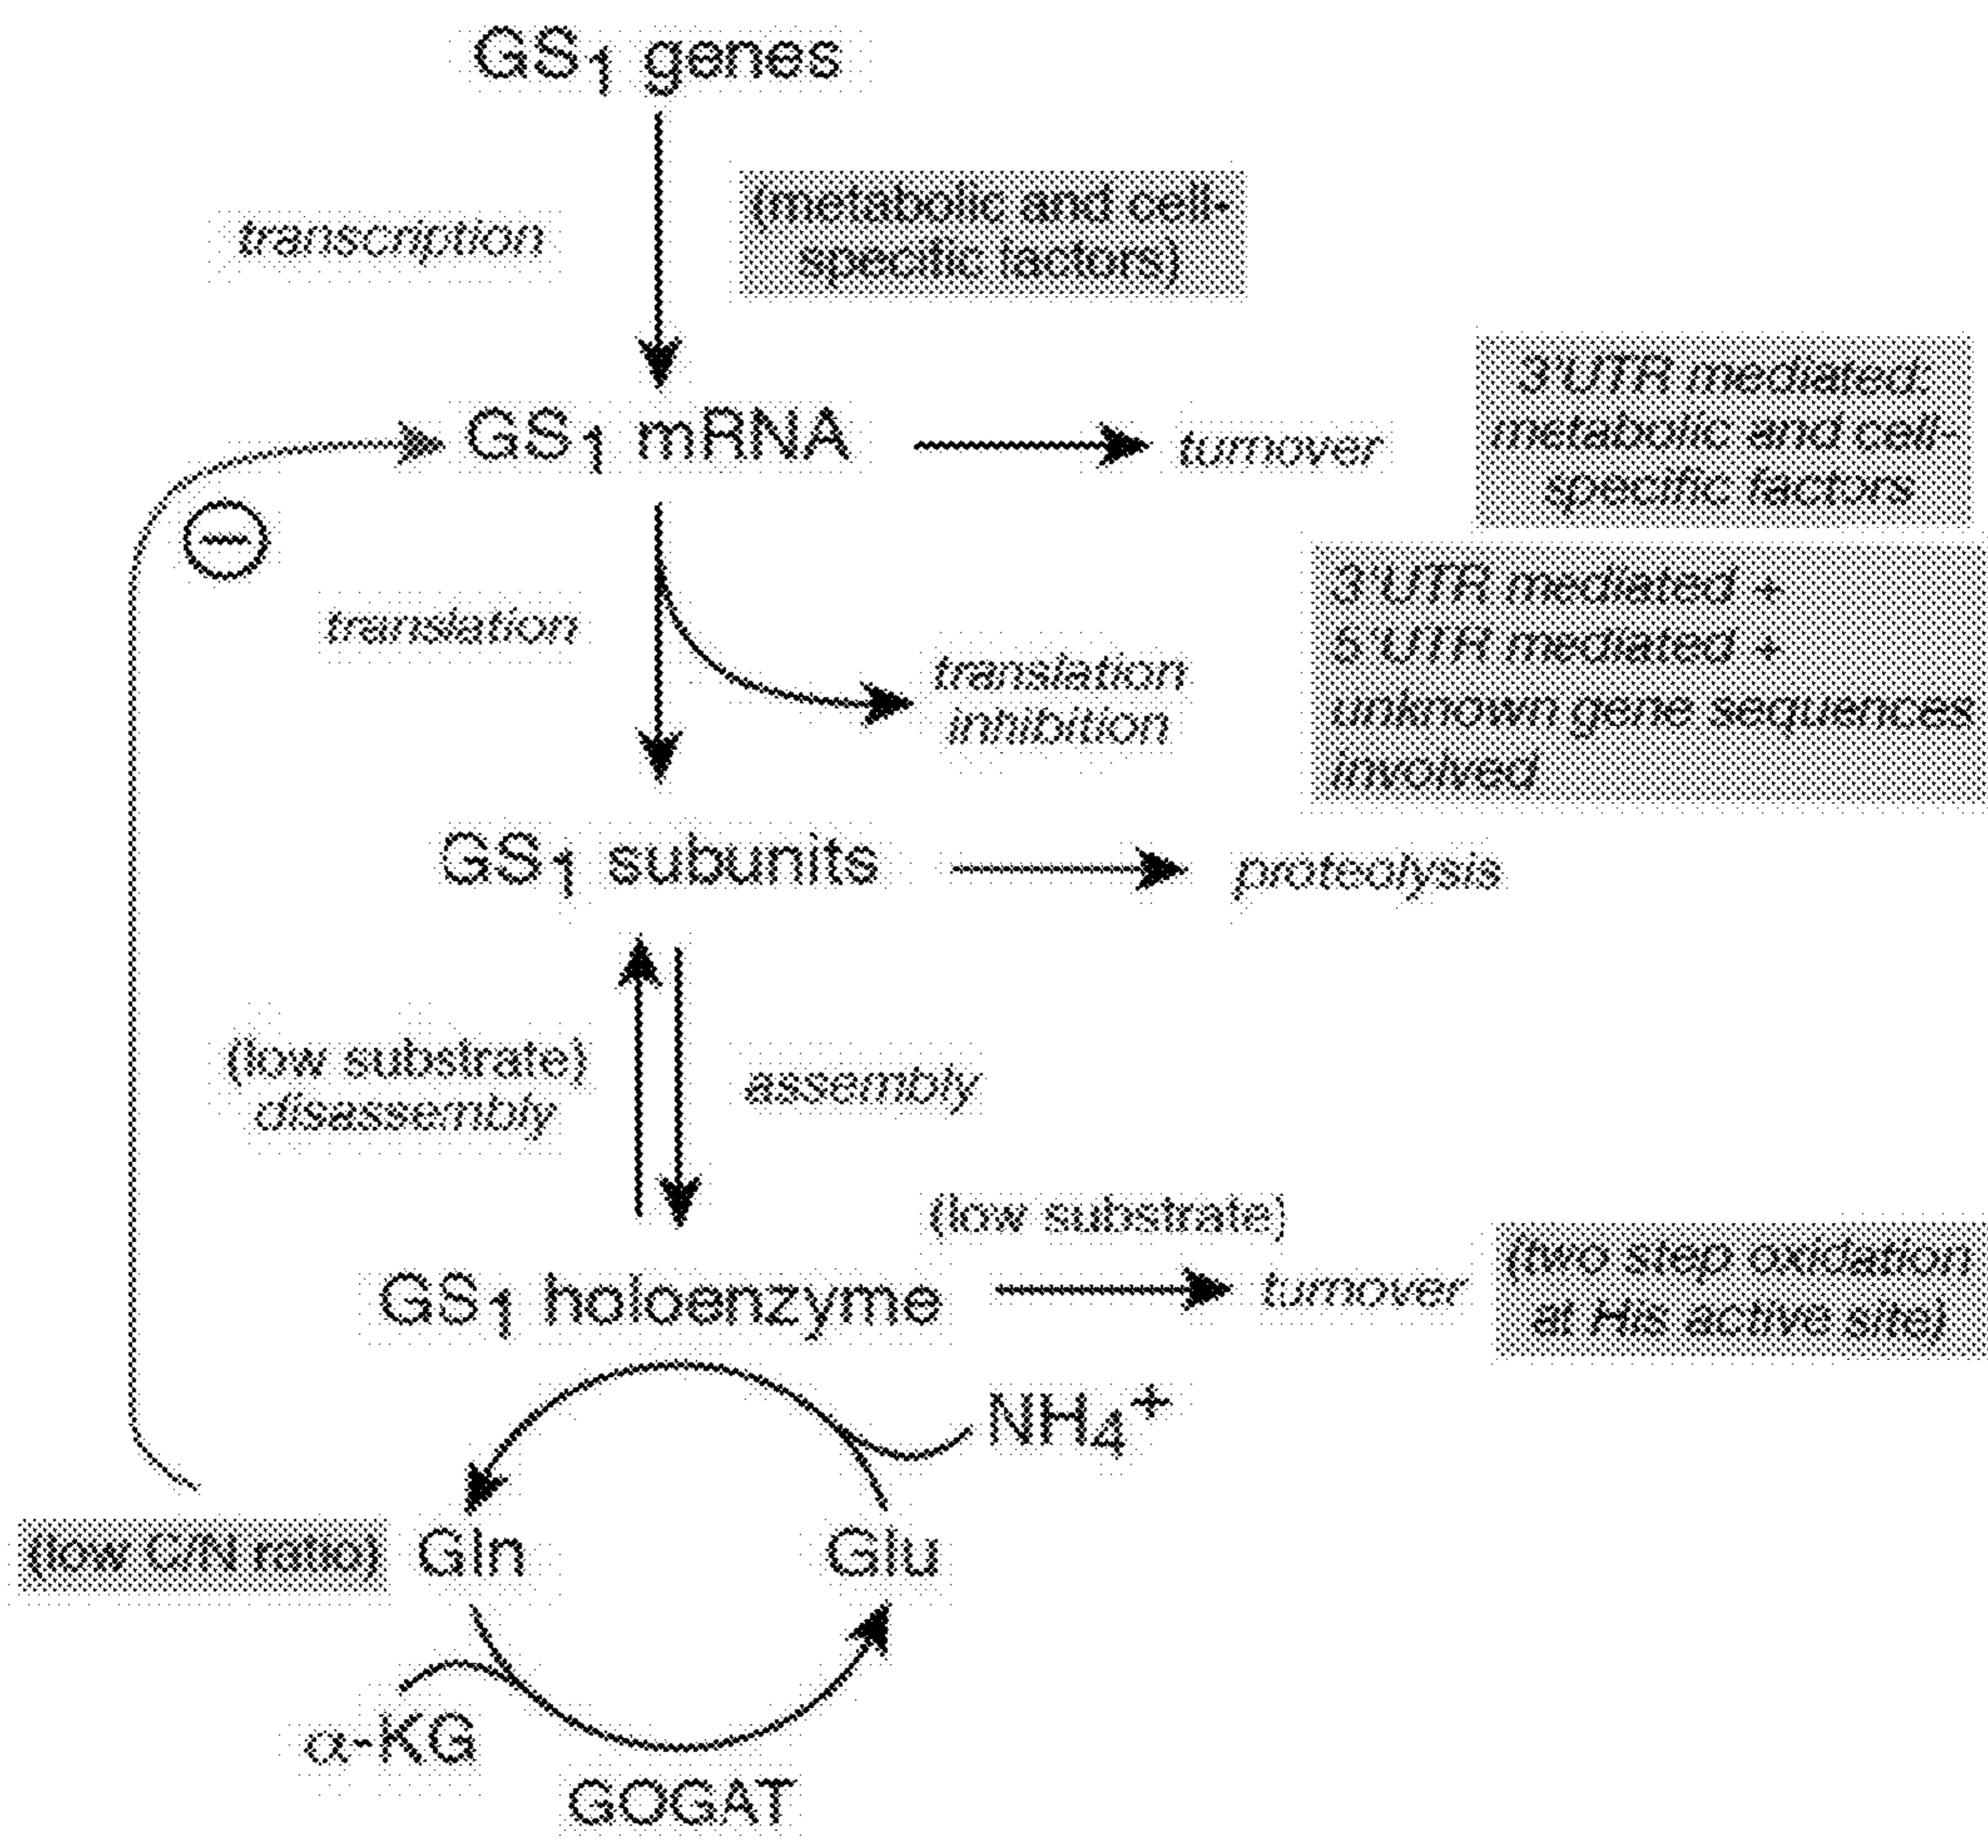 GS1 genes
transcription
(metabolic and cell-
specific factors)
GS1 mRNA
turnover
3'UTR mediated;
metabolic and cell-
specific factors
translation
translation
inhibition
3'UTR mediated +
5'UTR mediated +
unknown gene sequences
involved
GS1 subunits
proteolysis
(low substrate)
disassembly
assembly
GS1 holoenzyme
(low substrate)
turnover
(two step oxidation
at His active site)
NH4+
(low C/N ratio)
Gln
Glu
α-KG
GOGAT